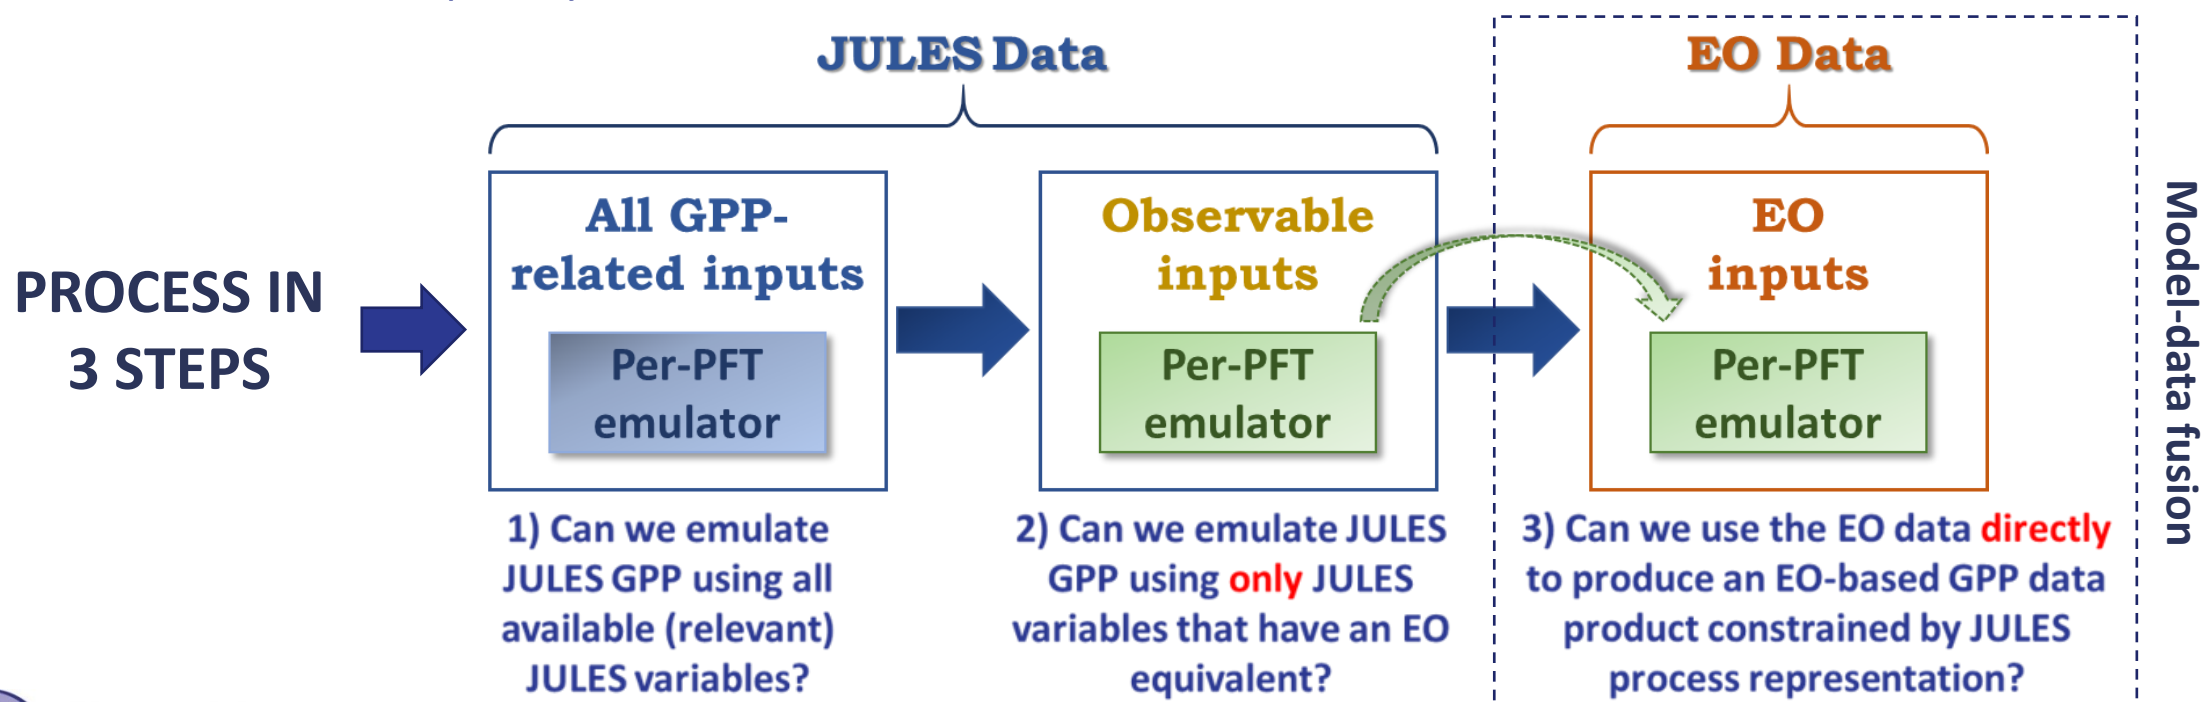 JULES Data
EO Data
PROCESS IN
3 STEPS
All GPP-
related inputs
Per-PFT
emulator
Observable
inputs
Per-PFT
emulator
EO
inputs
Per-PFT
emulator
1) Can we emulate
JULES GPP using all
available (relevant)
JULES variables?
2) Can we emulate JULES
GPP using only JULES
variables that have an EO
equivalent?
3) Can we use the EO data directly
to produce an EO-based GPP data
product constrained by JULES
process representation?
Model-data fusion